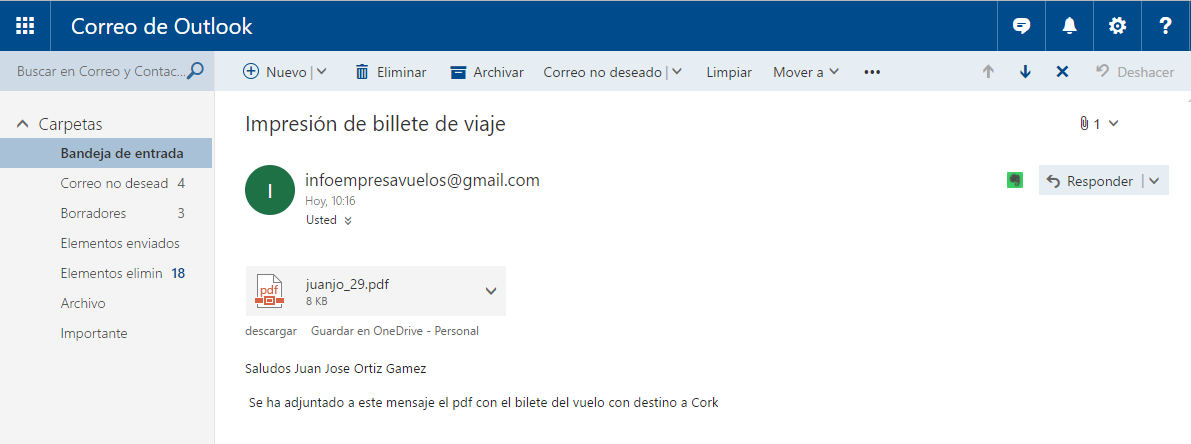 Correo de Outlook
?
Buscar en Correo y Contac...
Nuevo | Eliminar Archivar Correo no deseado | Limpiar Mover a ••• Deshacer
Carpetas
Bandeja de entrada
Correo no desead 4
Borradores 3
Elementos enviados
Elementos elimin 18
Archivo
Importante
Impresión de billete de viaje
1
I
infoempresavuelos@gmail.com
Hoy, 10:16
Usted
Responder |
pdf
juanjo_29.pdf
8 KB
descargar Guardar en OneDrive - Personal
Saludos Juan Jose Ortiz Gamez
Se ha adjuntado a este mensaje el pdf con el bilete del vuelo con destino a Cork